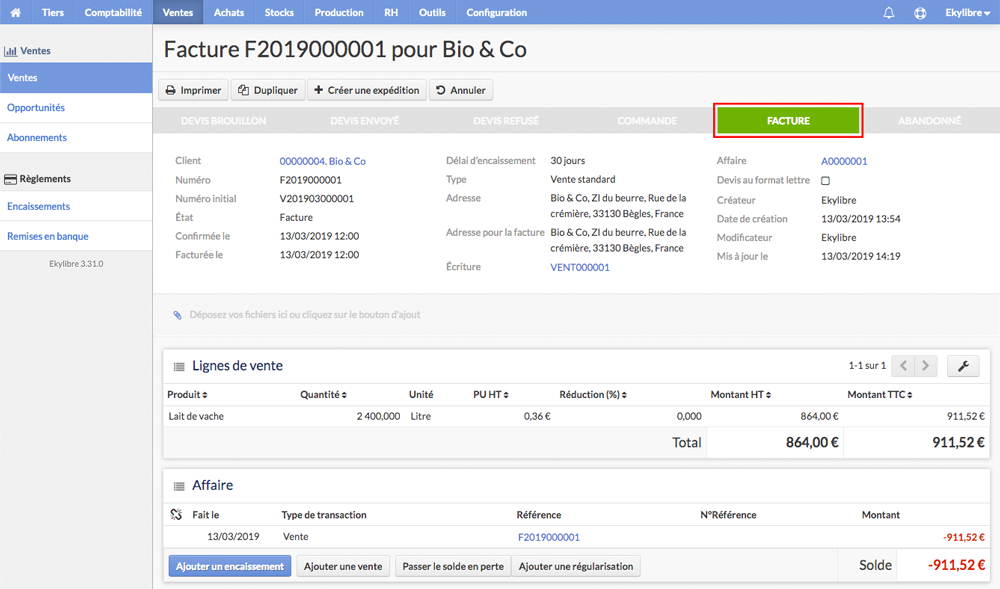 Tiers Comptabilité Ventes Achats Stocks Production RH Outils Configuration Ekylibre
Ventes
Ventes
Opportunités
Abonnements
Règlements
Encaissements
Remises en banque
Ekylibre 3.31.0
Facture F2019000001 pour Bio & Co
Imprimer Dupliquer Créer une expédition Annuler
DEVIS BROUILLON DEVIS ENVOYÉ DEVIS REFUSÉ COMMANDE FACTURE ABANDONNÉ
Client 00000004. Bio & Co
Numéro F2019000001
Numéro initial V201903000001
État Facture
Confirmée le 13/03/2019 12:00
Facturée le 13/03/2019 12:00
Délai d'encaissement 30 jours
Type Vente standard
Adresse Bio & Co, ZI du beurre, Rue de la
crémière, 33130 Bègles, France
Adresse pour la facture Bio & Co, ZI du beurre, Rue de la
crémière, 33130 Bègles, France
Écriture VENT000001
Affaire A0000001
Devis au format lettre
Créateur Ekylibre
Date de création 13/03/2019 13:54
Modificateur Ekylibre
Mis à jour le 13/03/2019 14:19
Déposez vos fichiers ici ou cliquez sur le bouton d'ajout
Lignes de vente 1-1 sur 1
Produit Quantité Unité PU HT Réduction (%) Montant HT Montant TTC
Lait de vache 2 400,000 Litre 0,36 € 0,000 864,00 € 911,52 €
Total 864,00 € 911,52 €
Affaire
Fait le Type de transaction Référence N°Référence Montant
13/03/2019 Vente F2019000001 -911,52 €
Ajouter un encaissement Ajouter une vente Passer le solde en perte Ajouter une régularisation Solde -911,52 €